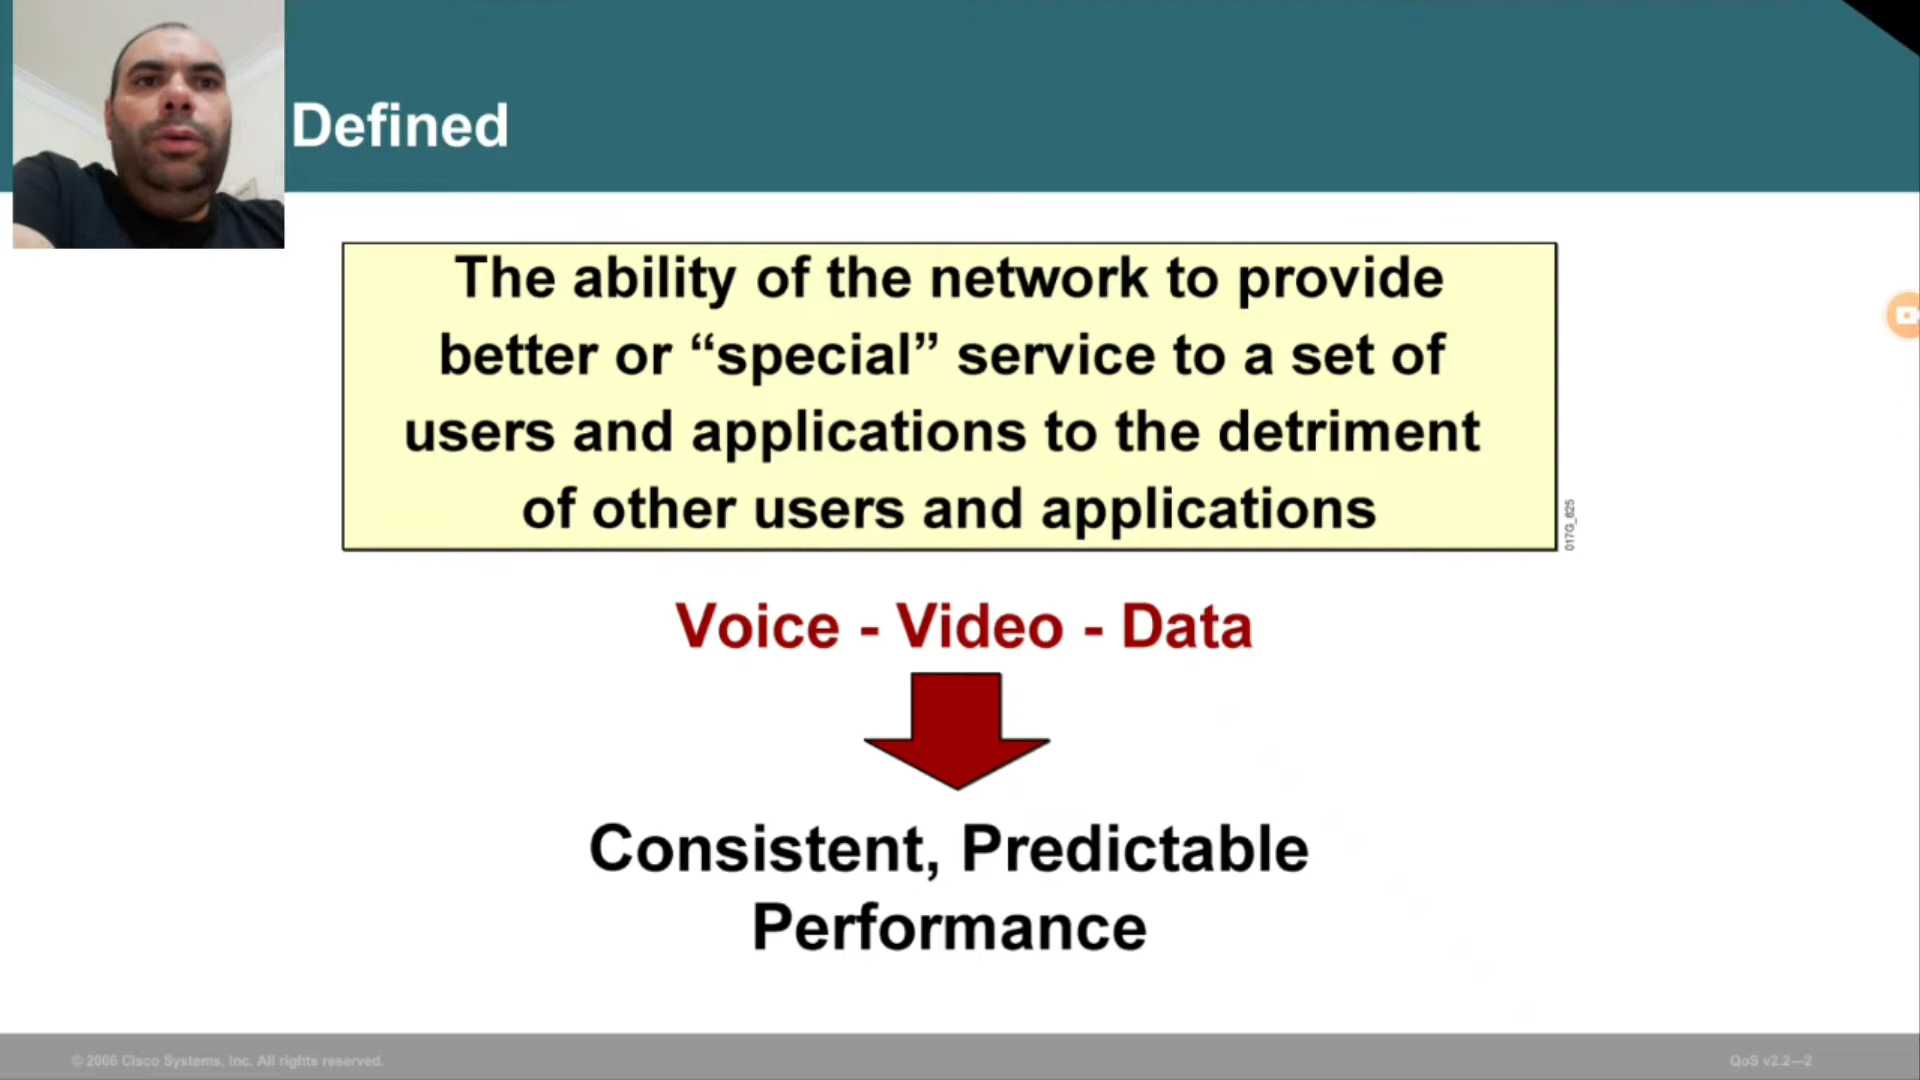 Defined
The ability of the network to provide
better or “special” service to a set of
users and applications to the detriment
of other users and applications
017G_625
Voice - Video - Data
Consistent, Predictable
Performance
© 2006 Cisco Systems, Inc. All rights reserved.
QoS v2.2—2